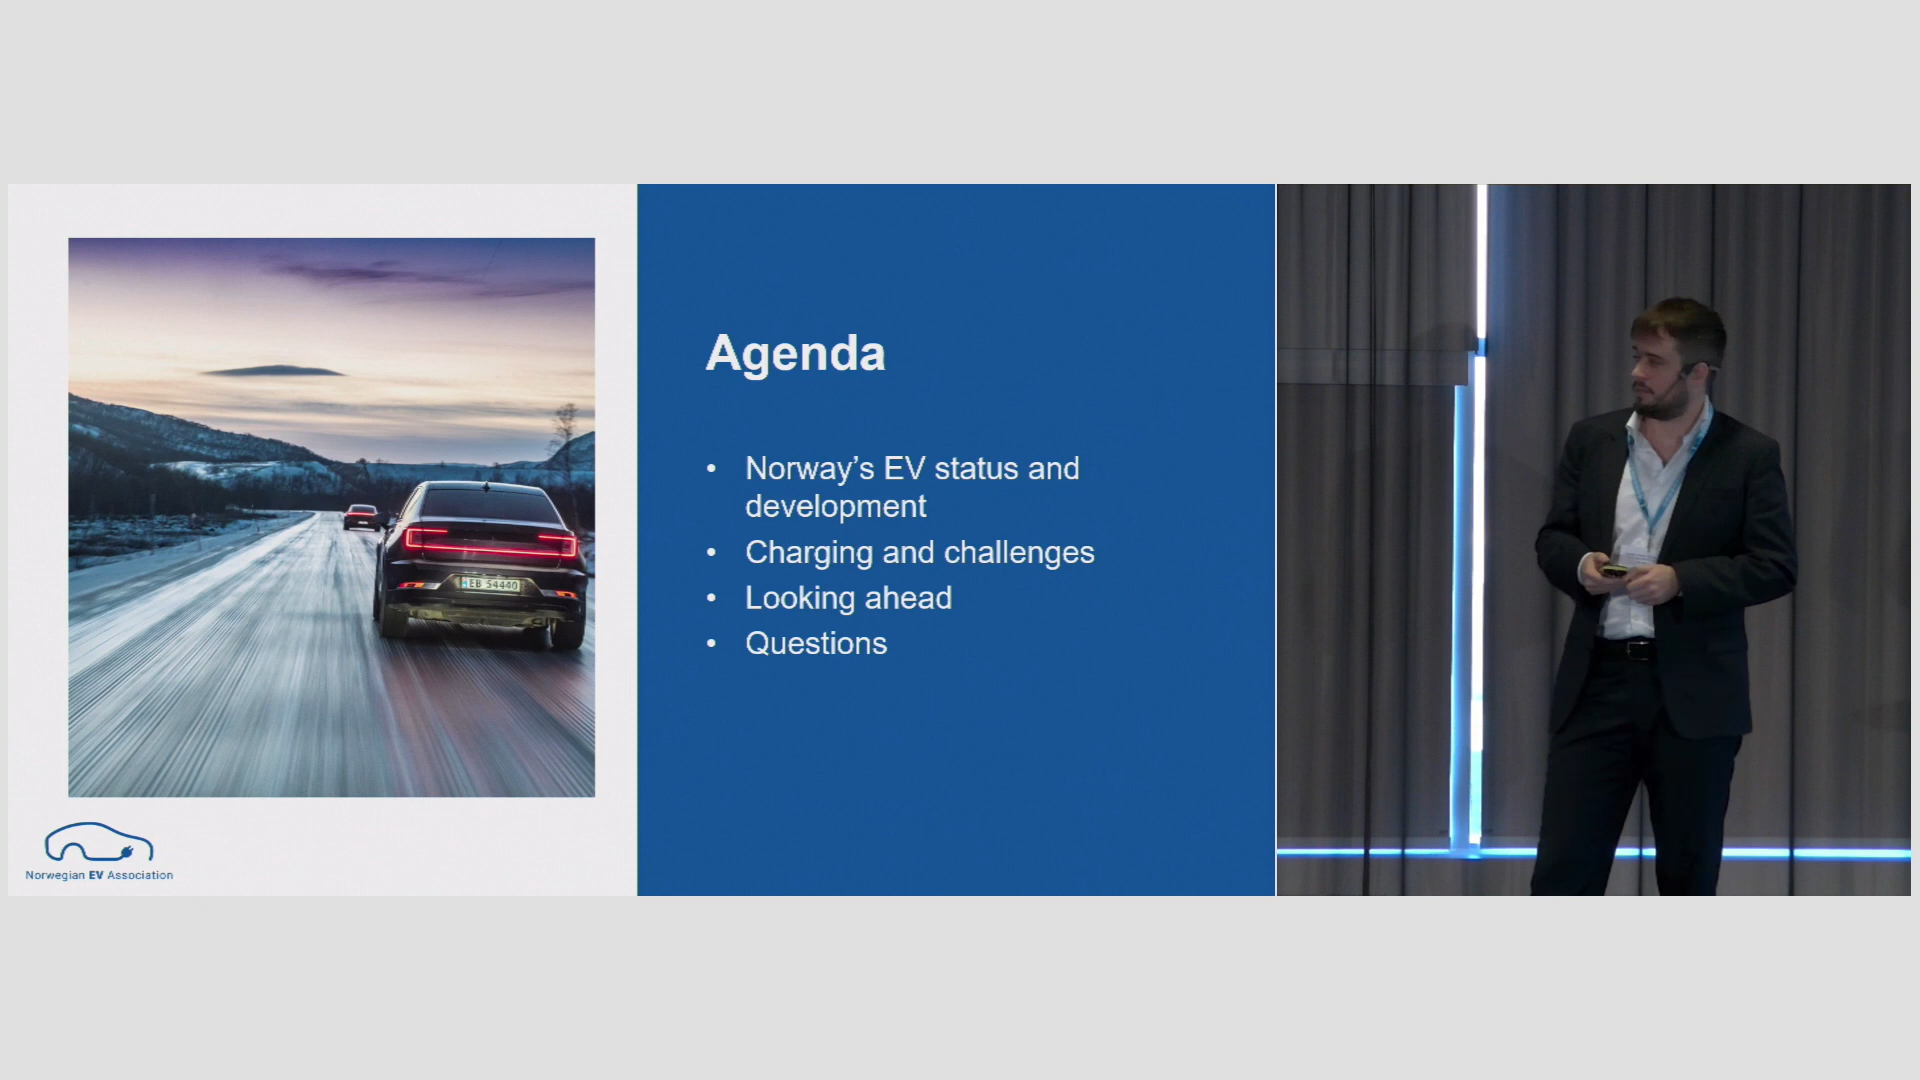 Agenda
• Norway's EV status and
development
• Charging and challenges
• Looking ahead
• Questions
EB 54440
Norwegian EV Association